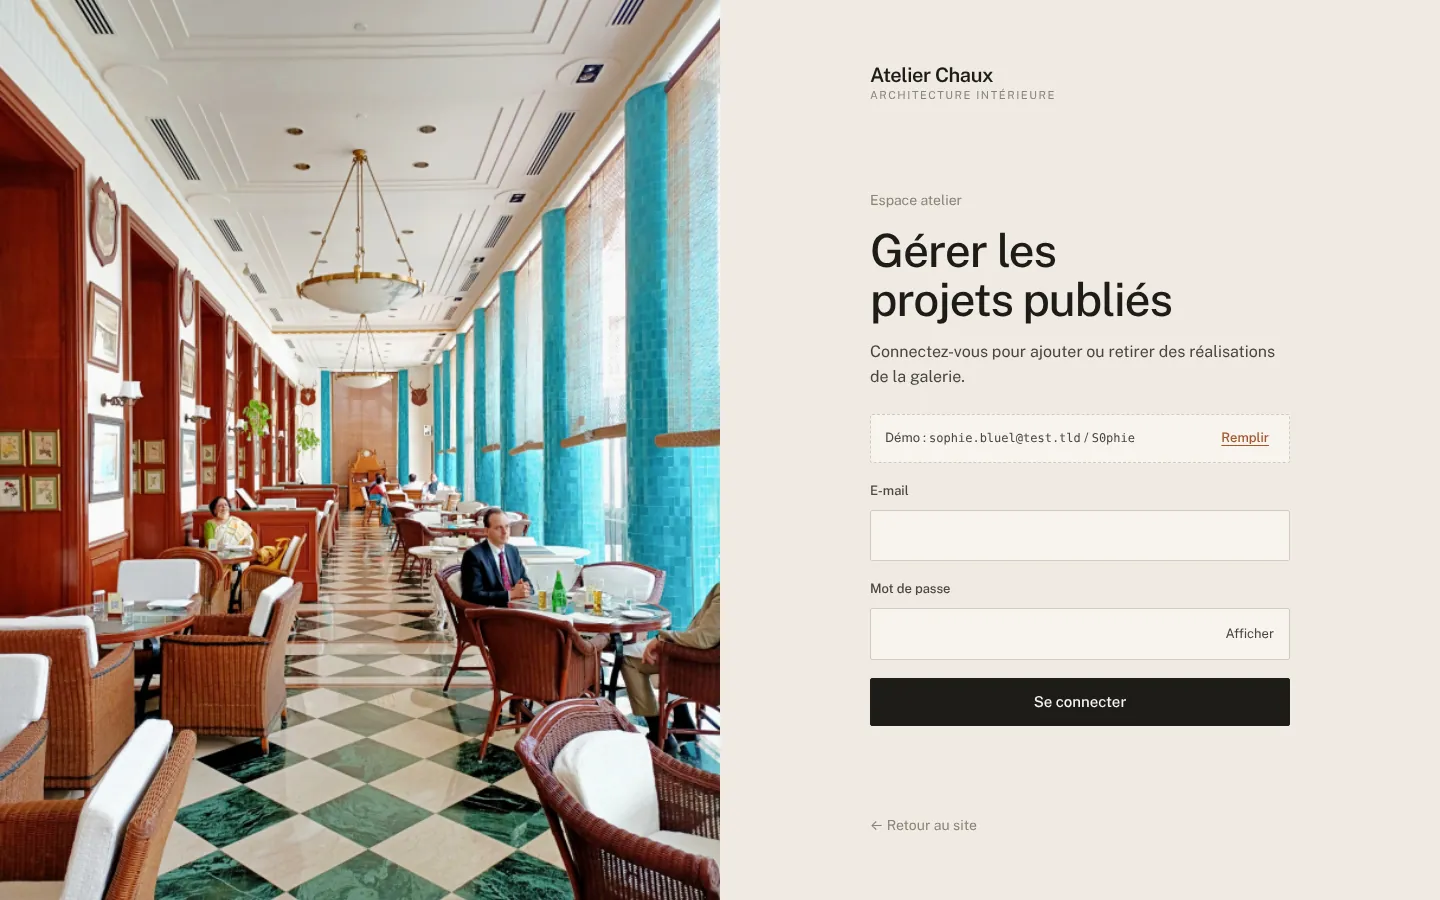 Atelier Chaux
ARCHITECTURE INTÉRIEURE
Espace atelier
Gérer les
projets publiés
Connectez-vous pour ajouter ou retirer des réalisations
de la galerie.
Démo : sophie.bluel@test.tld / S0phie
Remplir
E-mail
Mot de passe
Afficher
Se connecter
← Retour au site